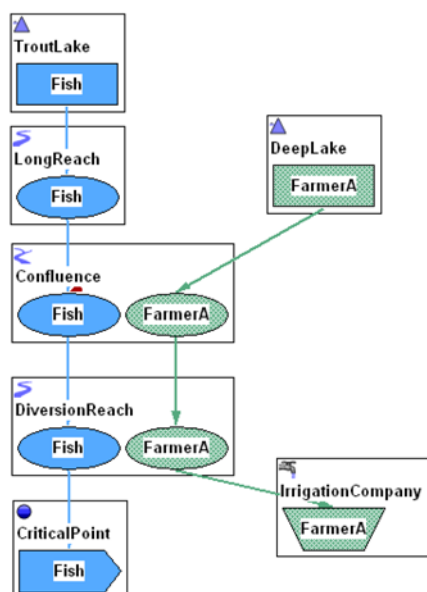 TroutLake
Fish
LongReach
Fish
DeepLake
FarmerA
Confluence
Fish FarmerA
DiversionReach
Fish FarmerA
IrrigationCompany
FarmerA
CriticalPoint
Fish